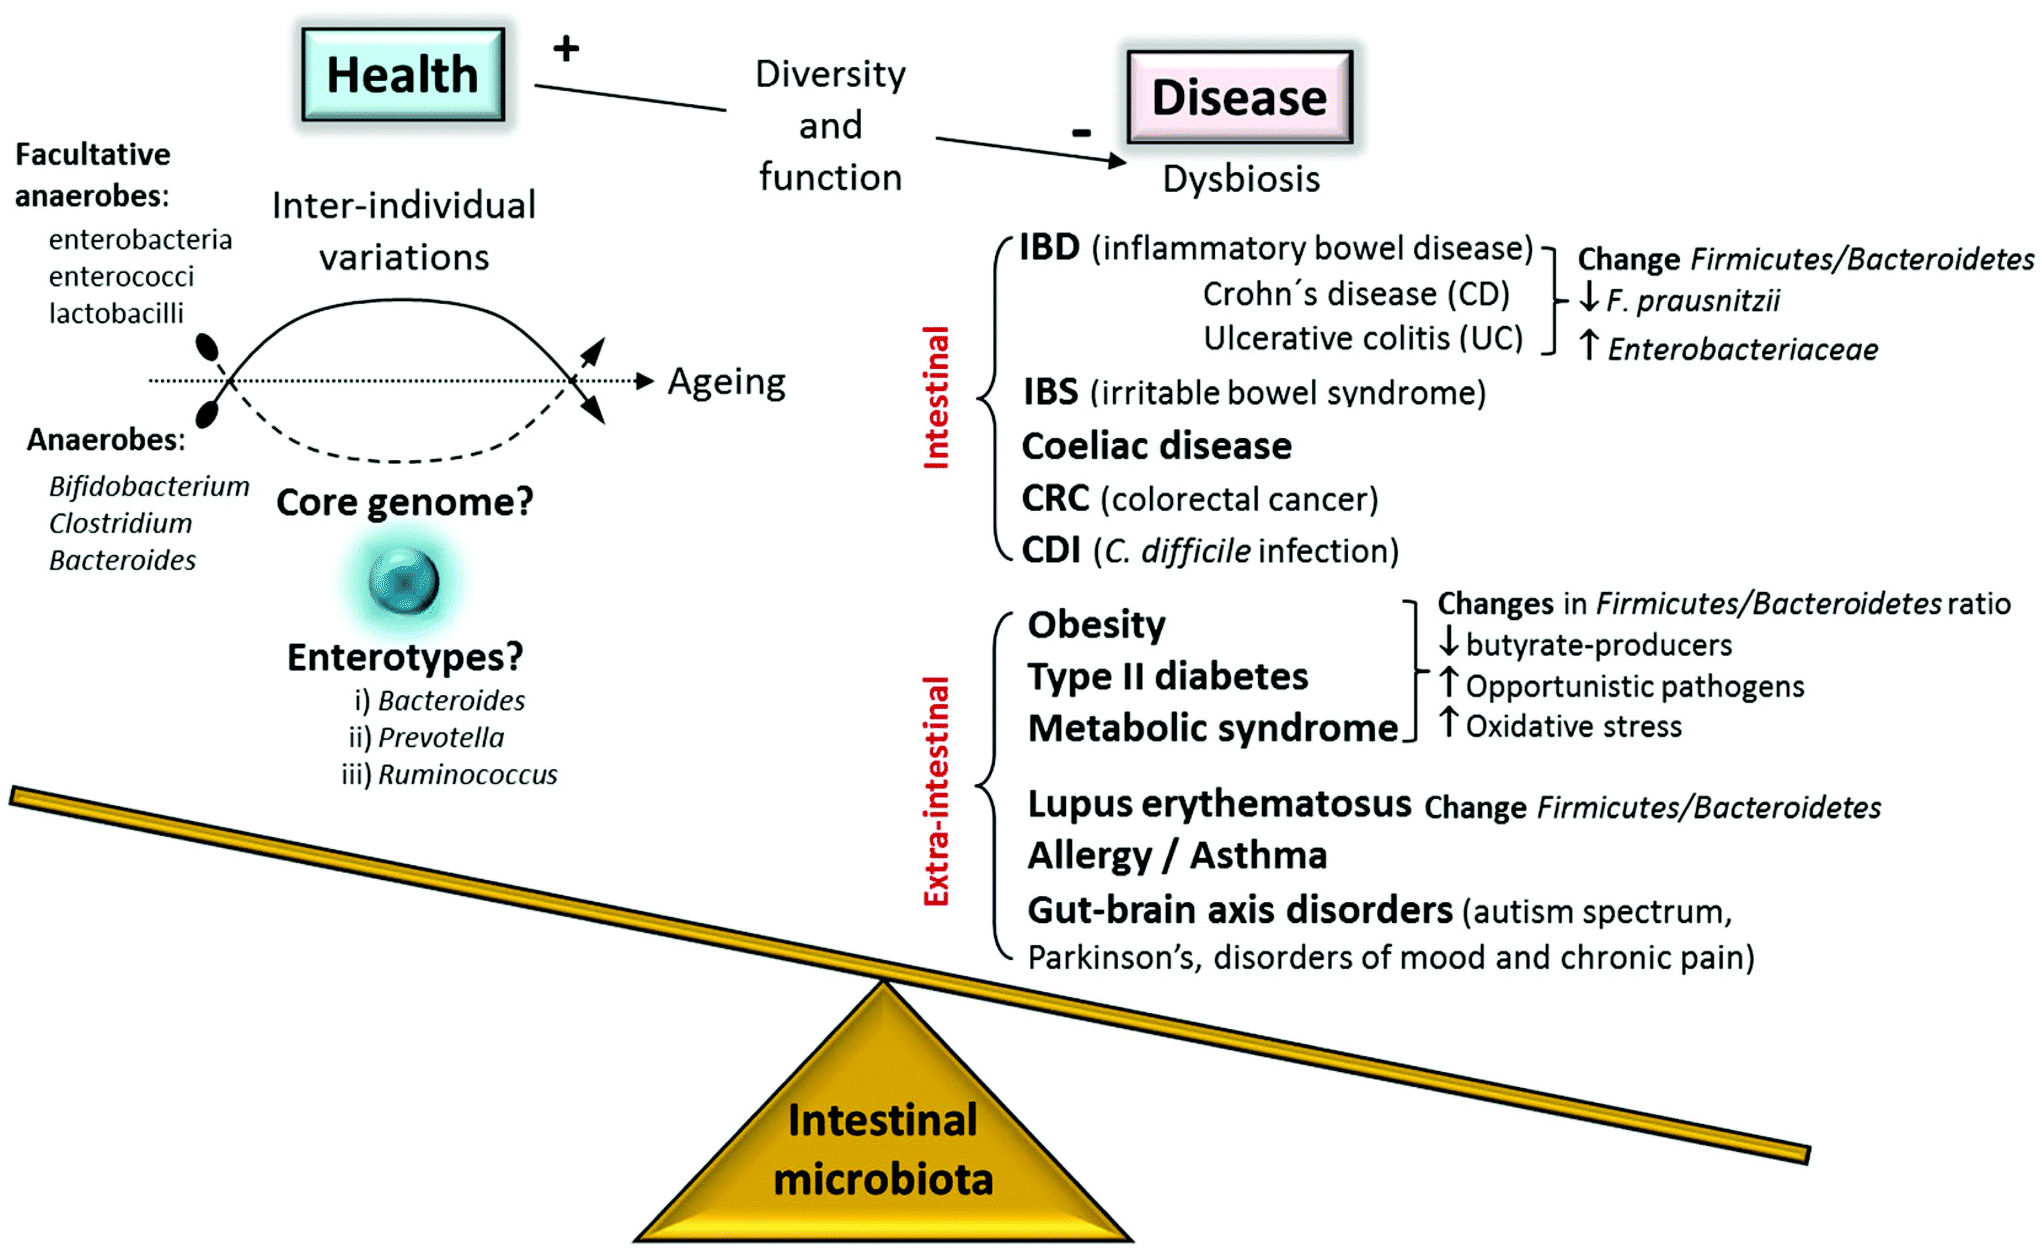 Health
+
Diversity
and
function
-
Disease
Dysbiosis
Facultative
anaerobes:
enterobacteria
enterococci
lactobacilli
Inter-individual
variations
Ageing
Anaerobes:
Bifidobacterium
Clostridium
Bacteroides
Core genome?
Enterotypes?
i) Bacteroides
ii) Prevotella
iii) Ruminococcus
Intestinal
IBD (inflammatory bowel disease)
Crohn´s disease (CD)
Ulcerative colitis (UC)
Change Firmicutes/Bacteroidetes
↓ F. prausnitzii
↑ Enterobacteriaceae
IBS (irritable bowel syndrome)
Coeliac disease
CRC (colorectal cancer)
CDI (C. difficile infection)
Extra-intestinal
Obesity
Type II diabetes
Metabolic syndrome
Changes in Firmicutes/Bacteroidetes ratio
↓ butyrate-producers
↑ Opportunistic pathogens
↑ Oxidative stress
Lupus erythematosus Change Firmicutes/Bacteroidetes
Allergy / Asthma
Gut-brain axis disorders (autism spectrum,
Parkinson’s, disorders of mood and chronic pain)
Intestinal
microbiota